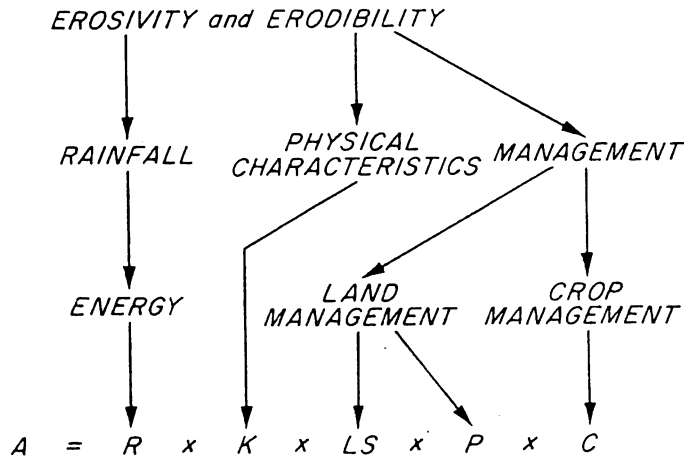 EROSIVITY and ERODIBILITY
RAINFALL
PHYSICAL
CHARACTERISTICS
MANAGEMENT
ENERGY
LAND
MANAGEMENT
CROP
MANAGEMENT
A = R x K x LS x P x C